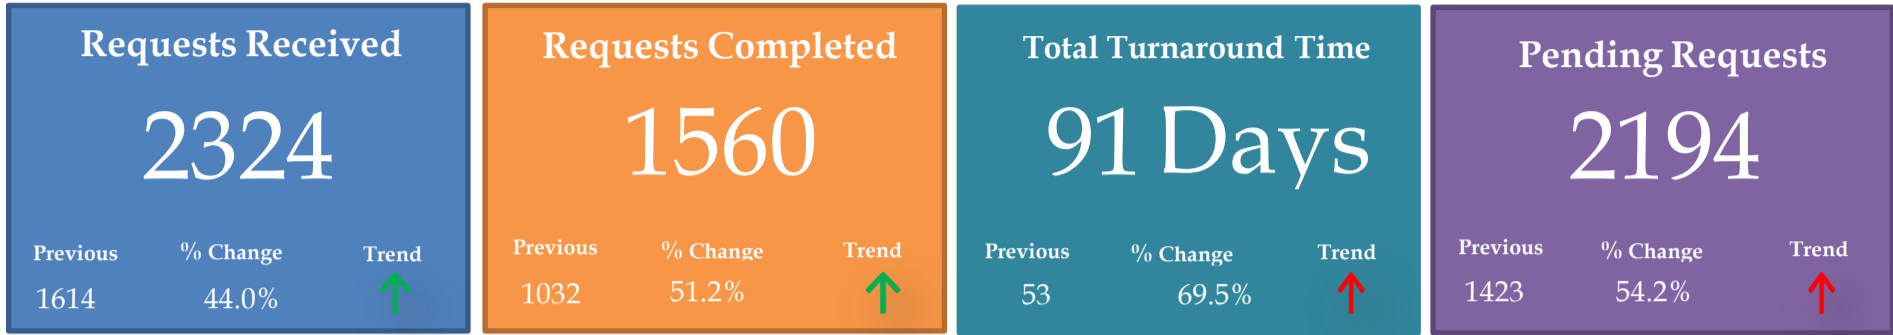 Requests Received
2324
Previous % Change Trend
1614 44.0%
Requests Completed
1560
Previous % Change Trend
1032 51.2%
Total Turnaround Time
91 Days
Previous % Change Trend
53 69.5%
Pending Requests
2194
Previous % Change Trend
1423 54.2%